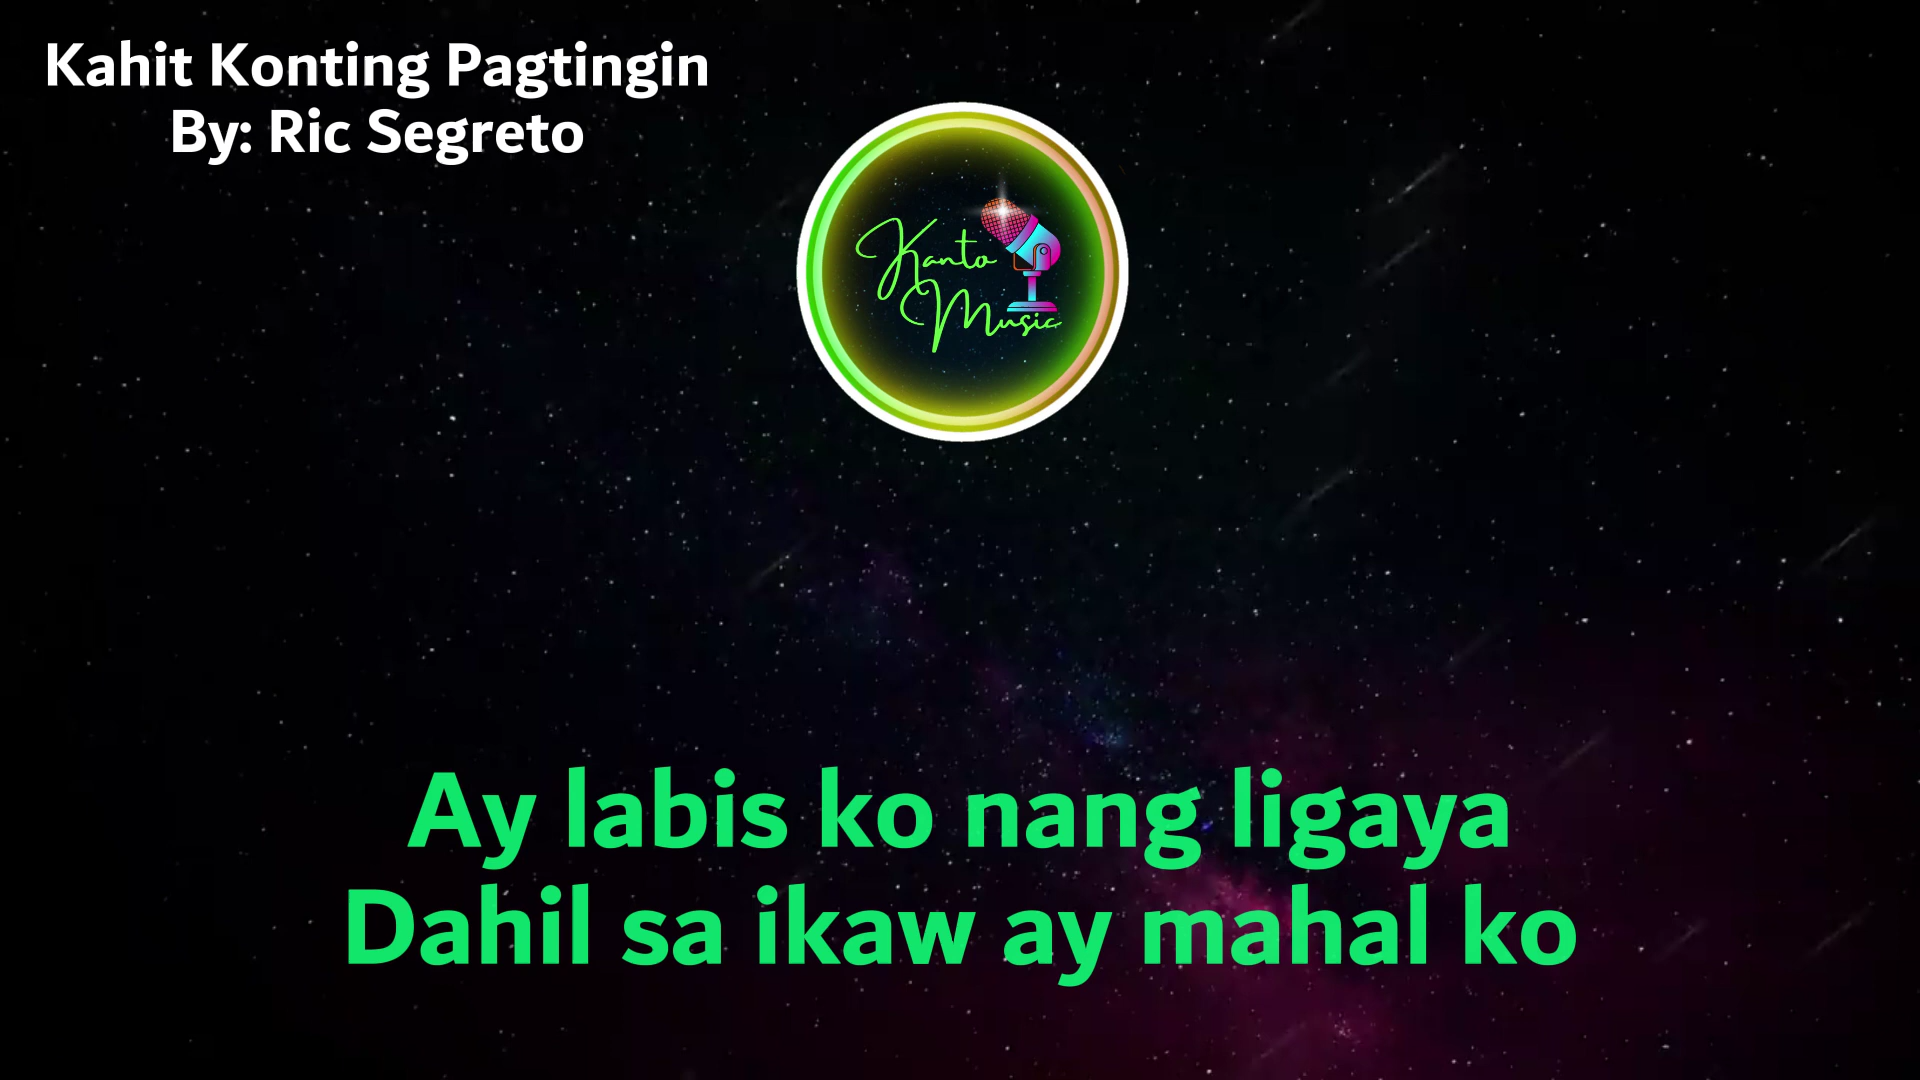 Kahit Konting Pagtingin
By: Ric Segreto
Kanto
Music
Ay labis ko nang ligaya
Dahil sa ikaw ay mahal ko